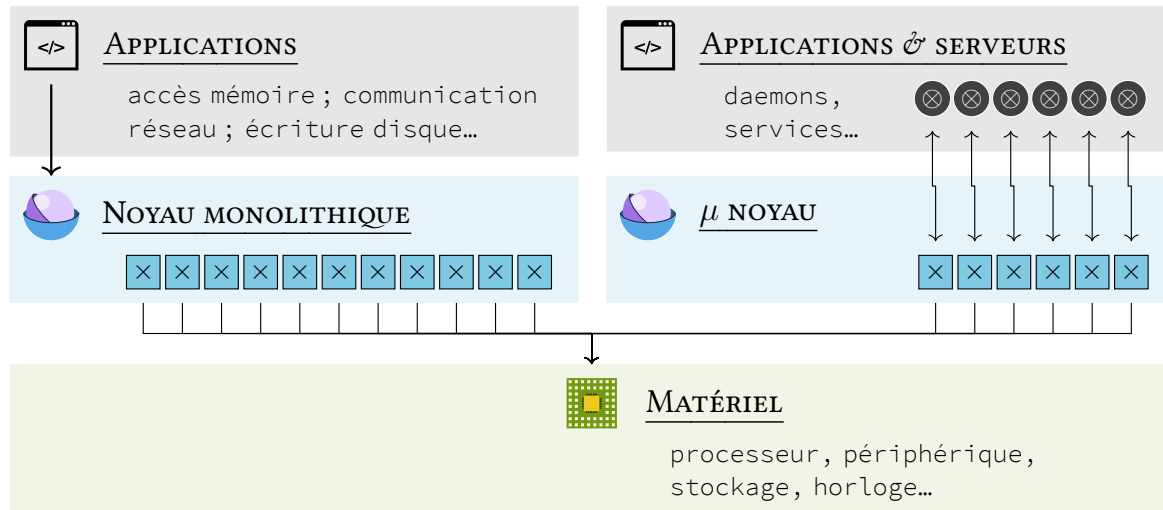 </>
APPLICATIONS
accès mémoire ; communication
réseau ; écriture disque…
</>
APPLICATIONS & SERVEURS
daemons,
services…
NOYAU MONOLITHIQUE
μ NOYAU
MATÉRIEL
processeur, périphérique,
stockage, horloge…